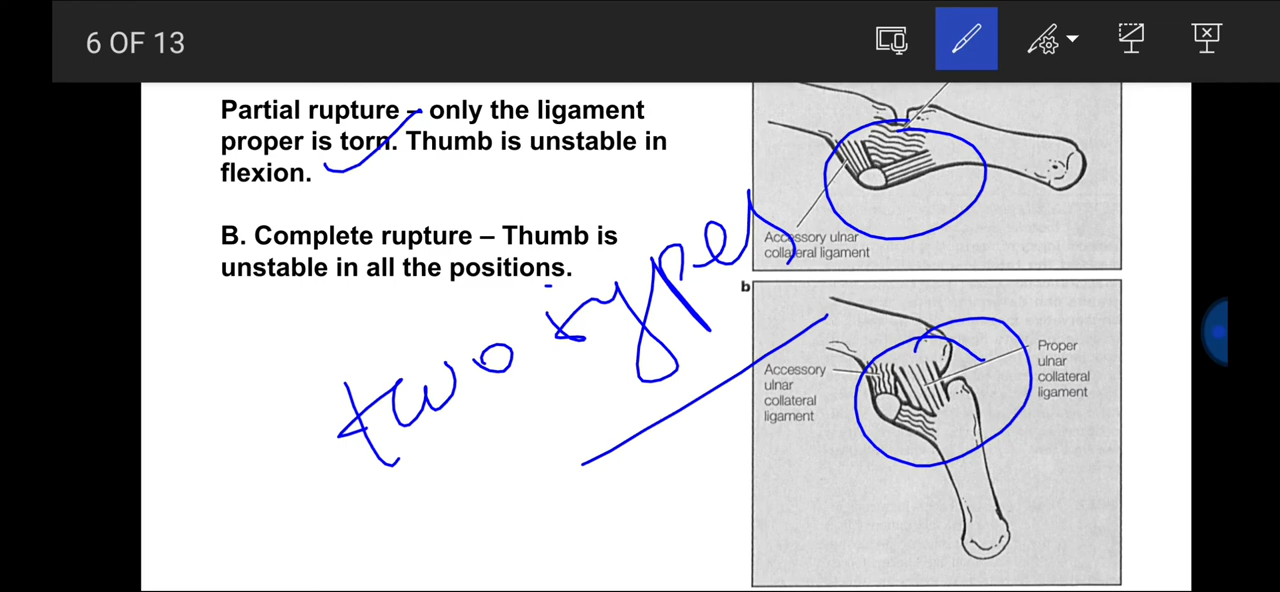 6 OF 13
Partial rupture – only the ligament
proper is torn. Thumb is unstable in
flexion.
B. Complete rupture – Thumb is
unstable in all the positions.
two types
Accessory ulnar
collateral ligament
b
Accessory
ulnar
collateral
ligament
Proper
ulnar
collateral
ligament